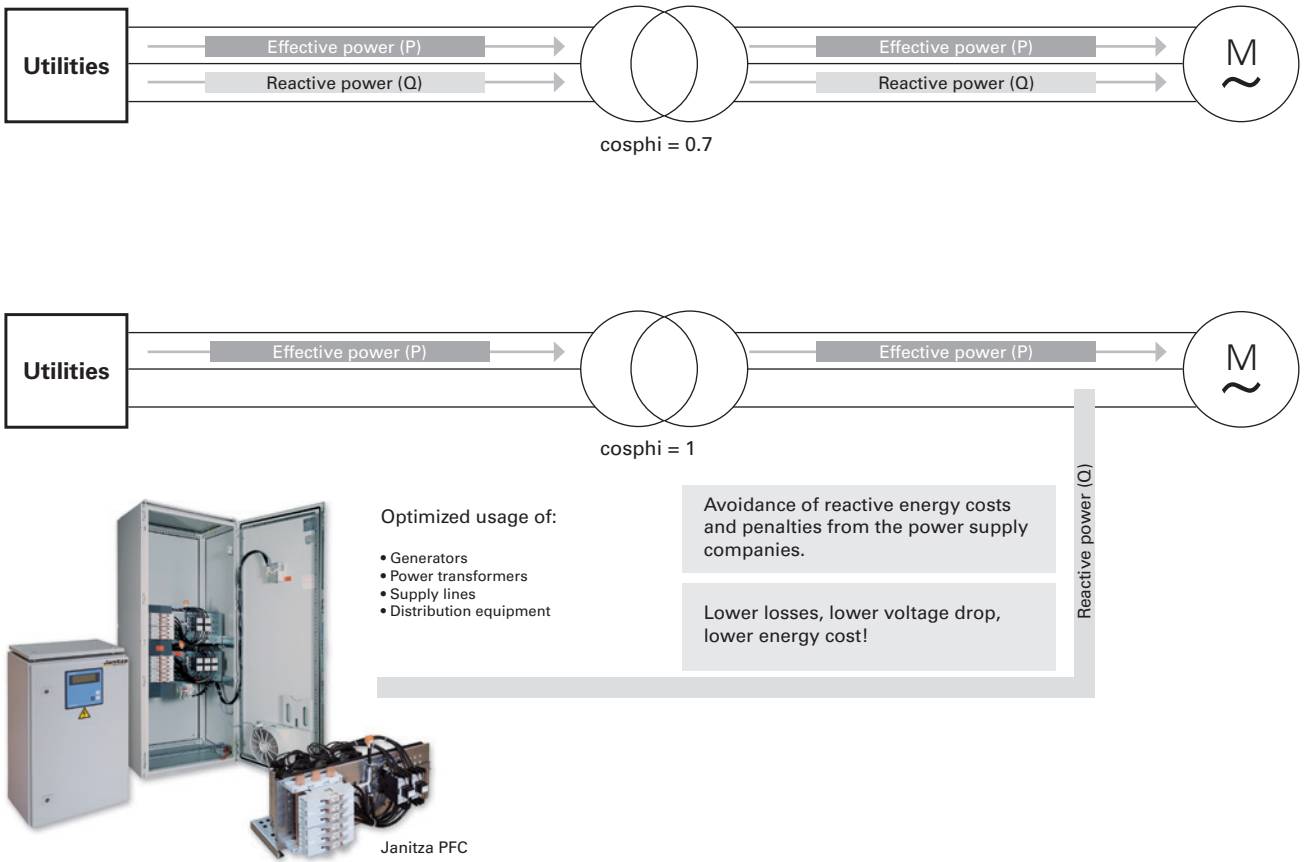 Utilities
Effective power (P)
Reactive power (Q)
Effective power (P)
Reactive power (Q)
M
~
cosphi = 0.7
Utilities
Effective power (P)
Effective power (P)
M
~
cosphi = 1
Reactive power (Q)
Optimized usage of:
• Generators
• Power transformers
• Supply lines
• Distribution equipment
Avoidance of reactive energy costs
and penalties from the power supply
companies.
Lower losses, lower voltage drop,
lower energy cost!
Janitza
Janitza PFC